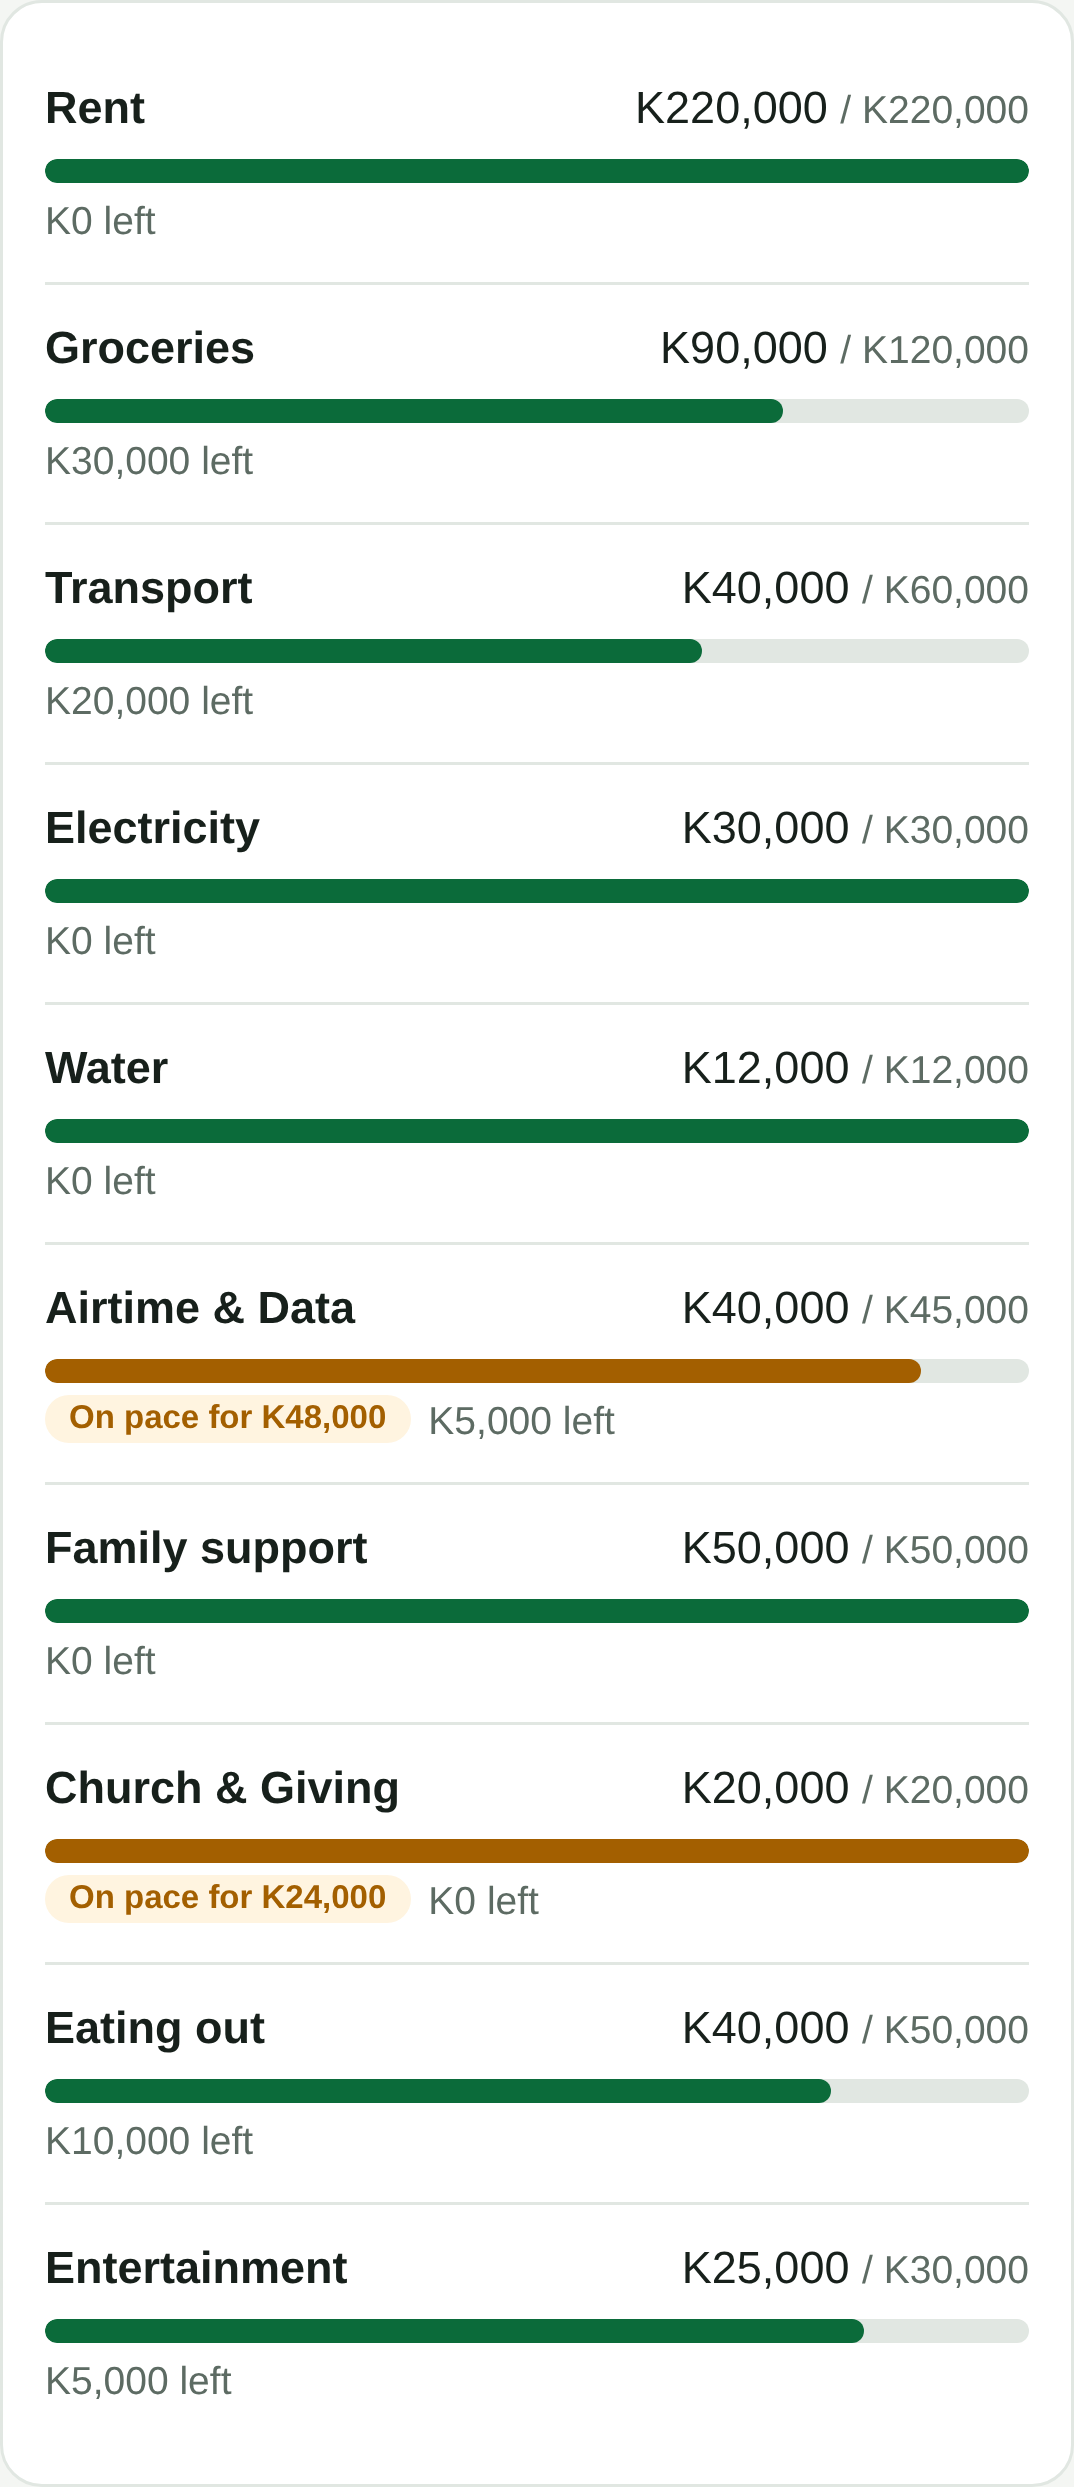 Rent K220,000 / K220,000
K0 left
Groceries K90,000 / K120,000
K30,000 left
Transport K40,000 / K60,000
K20,000 left
Electricity K30,000 / K30,000
K0 left
Water K12,000 / K12,000
K0 left
Airtime & Data K40,000 / K45,000
On pace for K48,000 K5,000 left
Family support K50,000 / K50,000
K0 left
Church & Giving K20,000 / K20,000
On pace for K24,000 K0 left
Eating out K40,000 / K50,000
K10,000 left
Entertainment K25,000 / K30,000
K5,000 left